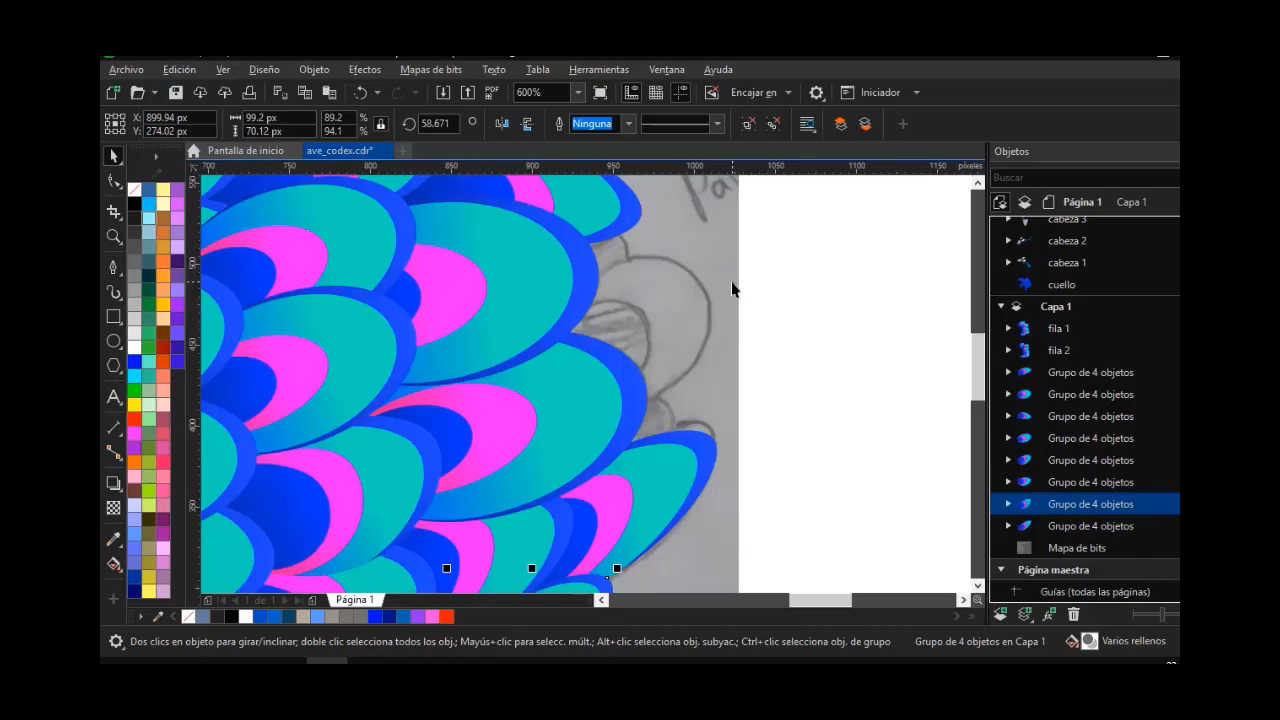 Archivo Edición Ver Diseño Objeto Efectos Mapas de bits Texto Tabla Herramientas Ventana Ayuda
PDF 600% Encajar en Iniciador
X: 899.94 px 99.2 px 89.2 % 58.671 ° Ninguna
Y: 274.02 px 70.12 px 94.1 %
Pantalla de inicio ave_codex.cdr* Objetos
700 750 800 850 900 950 1000 1050 1100 1150 píxeles
Buscar
Página 1 Capa 1
cabeza 3
cabeza 2
cabeza 1
cuello
Capa 1
fila 1
fila 2
Grupo de 4 objetos
Grupo de 4 objetos
Grupo de 4 objetos
Grupo de 4 objetos
Grupo de 4 objetos
Grupo de 4 objetos
Grupo de 4 objetos
Grupo de 4 objetos
Mapa de bits
Página maestra
Guías (todas las páginas)
1 de 1 Página 1
Dos clics en objeto para girar/inclinar; doble clic selecciona todos los obj.; Mayús+clic para selecc. múlt.; Alt+clic selecciona obj. subyac.; Ctrl+clic selecciona obj. de grupo Grupo de 4 objetos en Capa 1 Varios rellenos